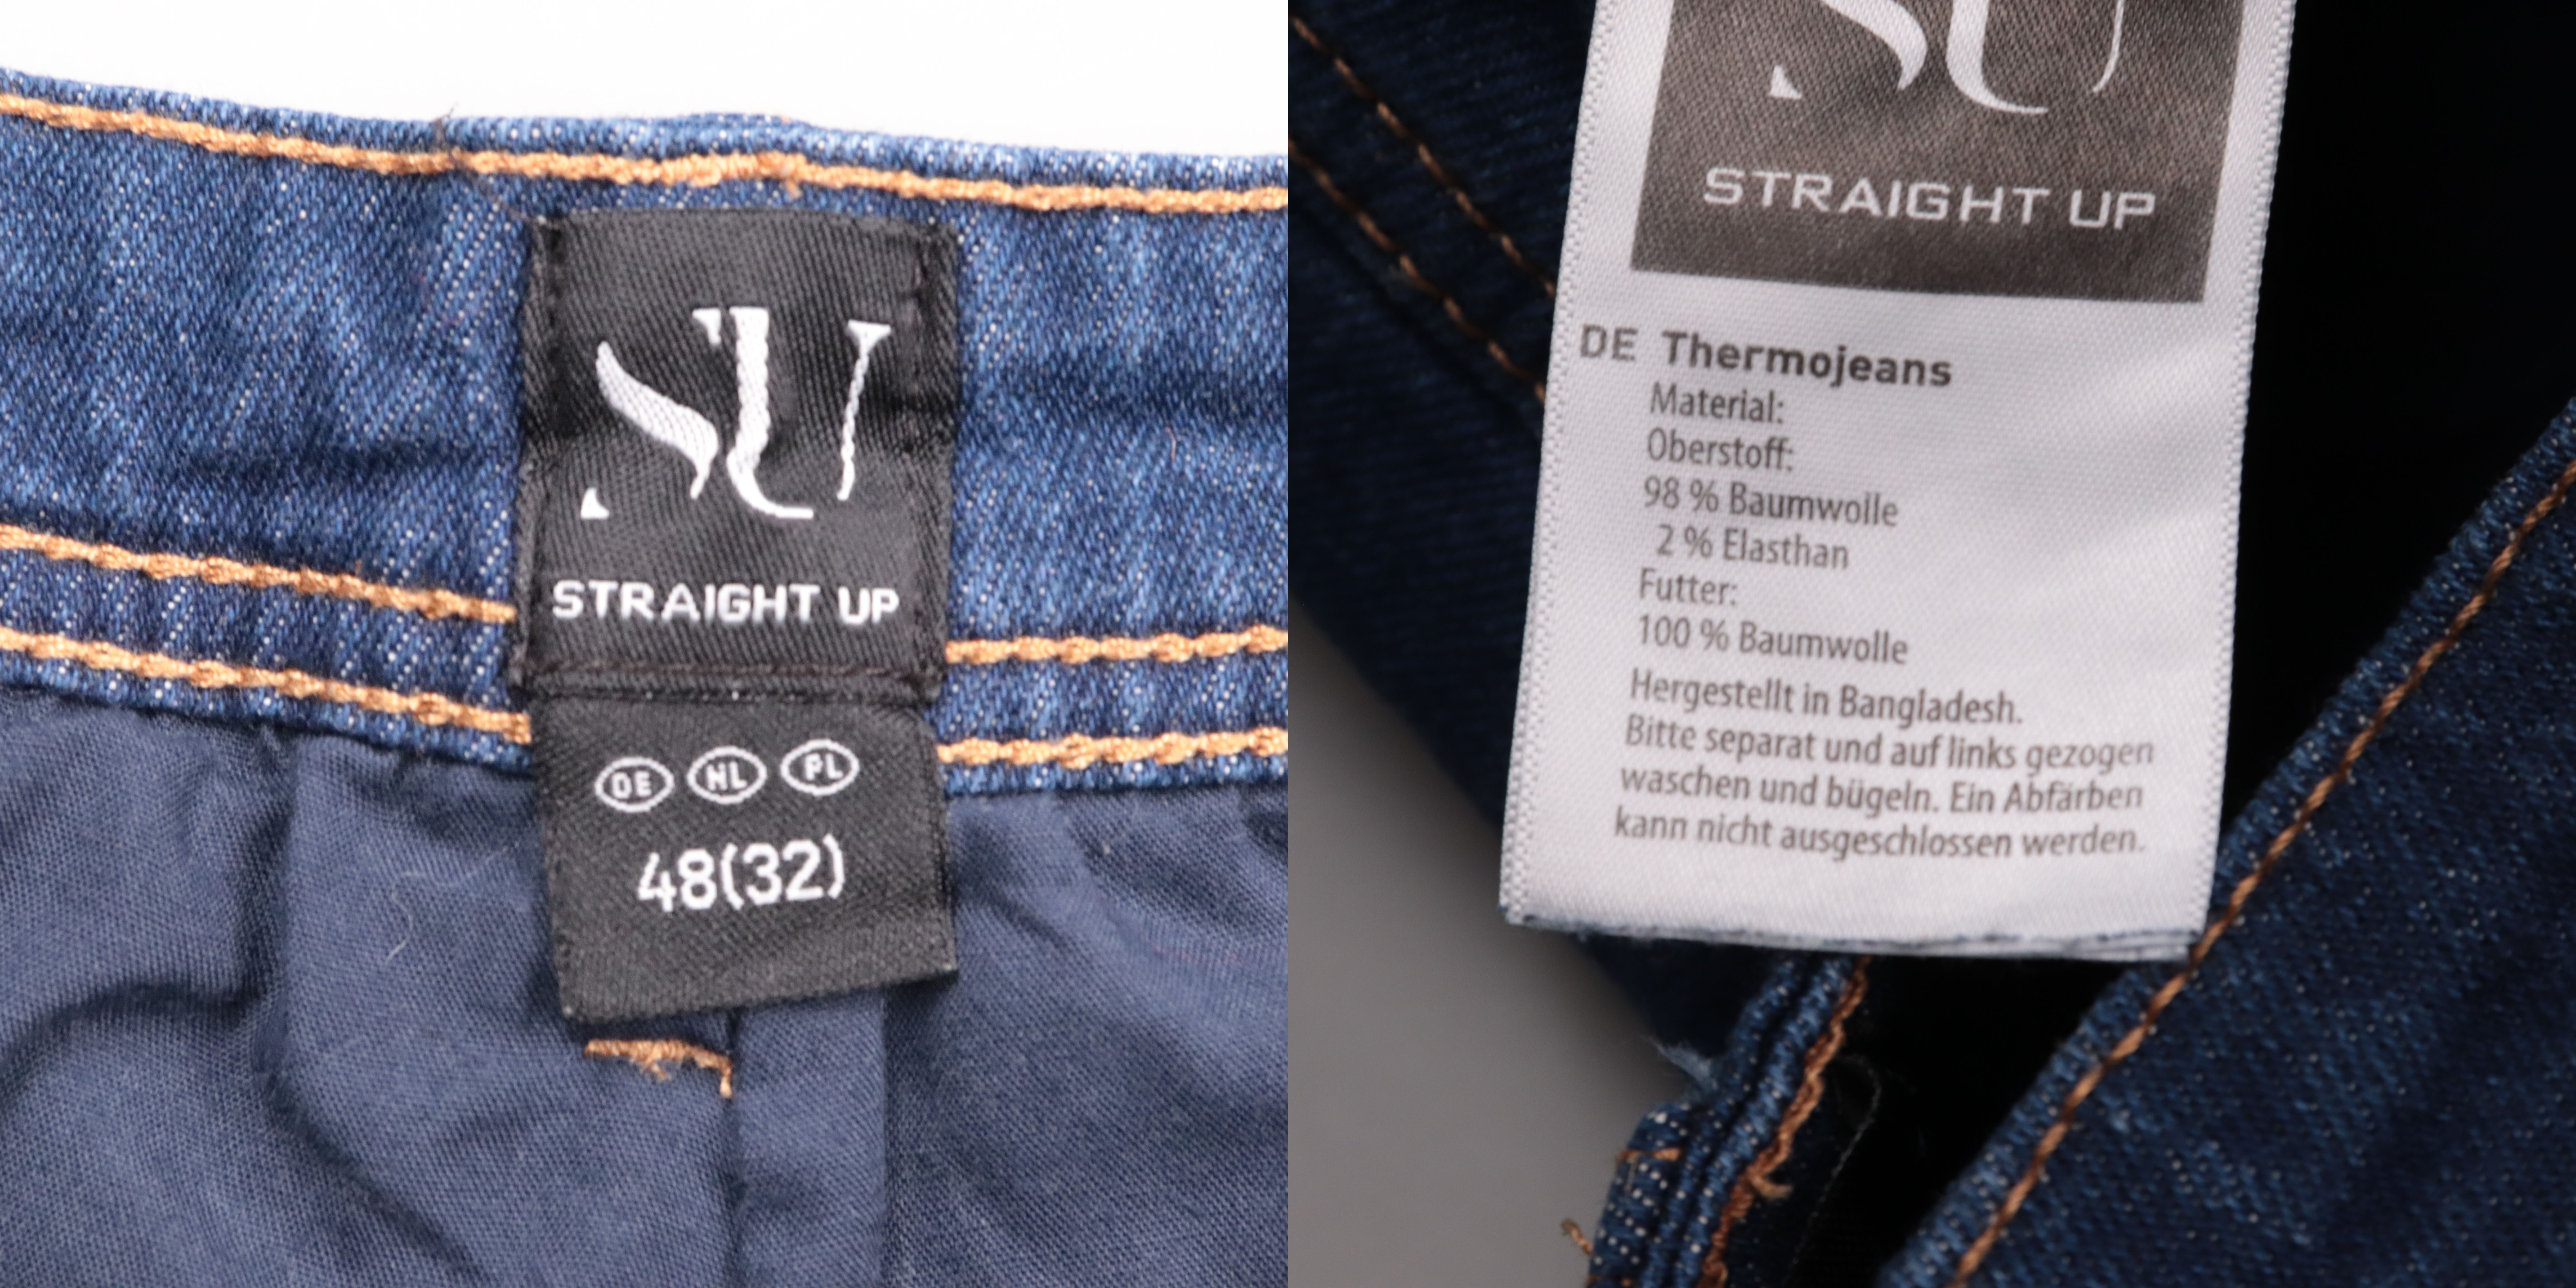 SU
STRAIGHT UP
DE NL PL
48(32)
SU
STRAIGHT UP
DE Thermojeans
Material:
Oberstoff:
98 % Baumwolle
2 % Elasthan
Futter:
100 % Baumwolle
Hergestellt in Bangladesh.
Bitte separat und auf links gezogen
waschen und bügeln. Ein Abfärben
kann nicht ausgeschlossen werden.